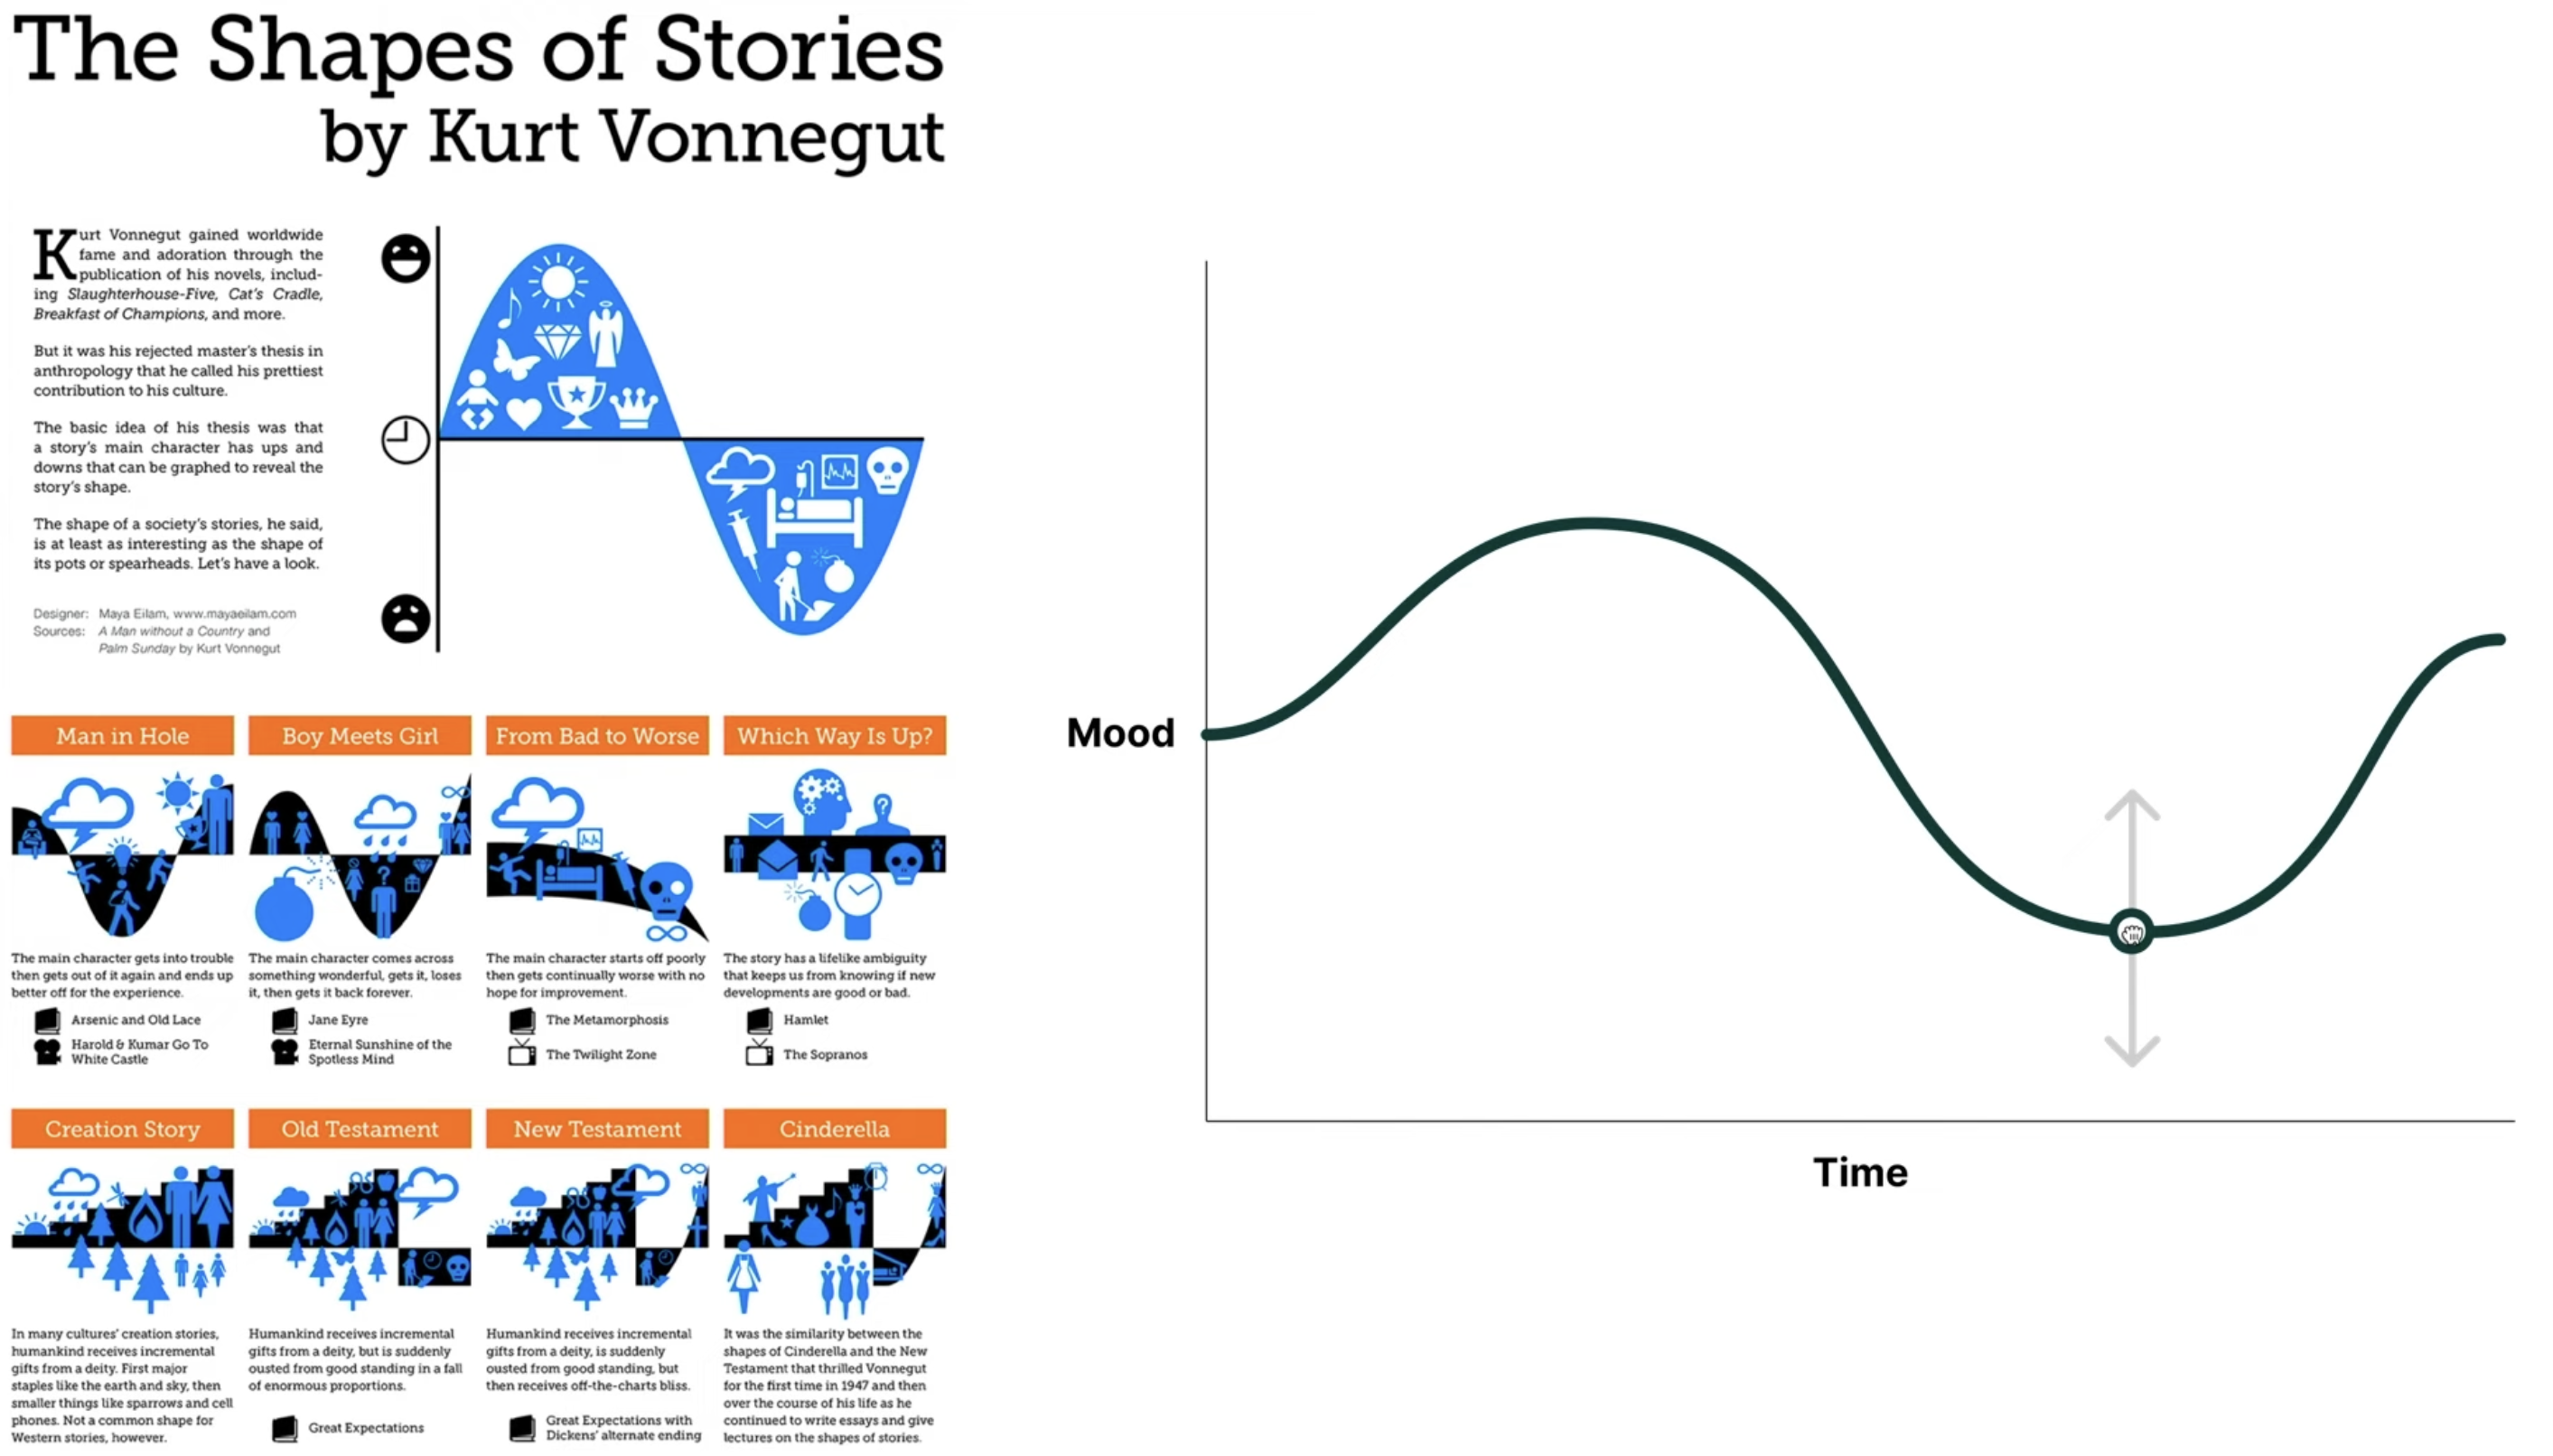 The Shapes of Stories
by Kurt Vonnegut
Kurt Vonnegut gained worldwide
fame and adoration through the
publication of his novels, includ-
ing Slaughterhouse-Five, Cat's Cradle,
Breakfast of Champions, and more.
But it was his rejected master's thesis in
anthropology that he called his prettiest
contribution to his culture.
The basic idea of his thesis was that
a story's main character has ups and
downs that can be graphed to reveal the
story's shape.
The shape of a society's stories, he said,
is at least as interesting as the shape of
its pots or spearheads. Let's have a look.
Designer: Maya Eilam, www.mayaeilam.com
Sources: A Man without a Country and
Palm Sunday by Kurt Vonnegut
Man in Hole
The main character gets into trouble
then gets out of it again and ends up
better off for the experience.
Arsenic and Old Lace
Harold & Kumar Go To
White Castle
Boy Meets Girl
The main character comes across
something wonderful, gets it, loses
it, then gets it back forever.
Jane Eyre
Eternal Sunshine of the
Spotless Mind
From Bad to Worse
The main character starts off poorly
then gets continually worse with no
hope for improvement.
The Metamorphosis
The Twilight Zone
Which Way Is Up?
The story has a lifelike ambiguity
that keeps us from knowing if new
developments are good or bad.
Hamlet
The Sopranos
Creation Story
In many cultures' creation stories,
humankind receives incremental
gifts from a deity. First major
staples like the earth and sky, then
smaller things like sparrows and cell
phones. Not a common shape for
Western stories, however.
Old Testament
Humankind receives incremental
gifts from a deity, but is suddenly
ousted from good standing in a fall
of enormous proportions.
Great Expectations
New Testament
Humankind receives incremental
gifts from a deity, is suddenly
ousted from good standing, but
then receives off-the-charts bliss.
Great Expectations with
Dickens' alternate ending
Cinderella
It was the similarity between the
shapes of Cinderella and the New
Testament that thrilled Vonnegut
for the first time in 1947 and then
over the course of his life as he
continued to write essays and give
lectures on the shapes of stories.
Mood
Time